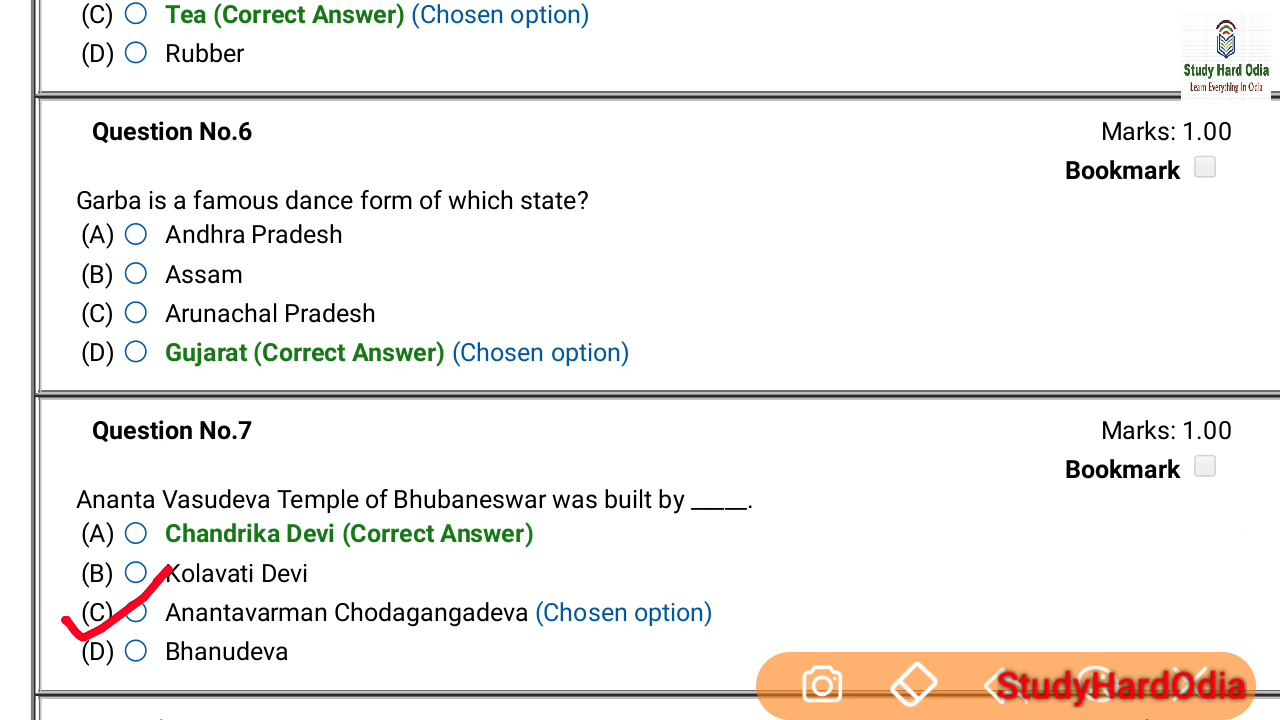 (C) Tea (Correct Answer) (Chosen option)
(D) Rubber
Study Hard Odia
Learn Everything In Odia
Question No.6 Marks: 1.00
Bookmark
Garba is a famous dance form of which state?
(A) Andhra Pradesh
(B) Assam
(C) Arunachal Pradesh
(D) Gujarat (Correct Answer) (Chosen option)
Question No.7 Marks: 1.00
Bookmark
Ananta Vasudeva Temple of Bhubaneswar was built by _____.
(A) Chandrika Devi (Correct Answer)
(B) Kolavati Devi
(C) Anantavarman Chodagangadeva (Chosen option)
(D) Bhanudeva
StudyHardOdia